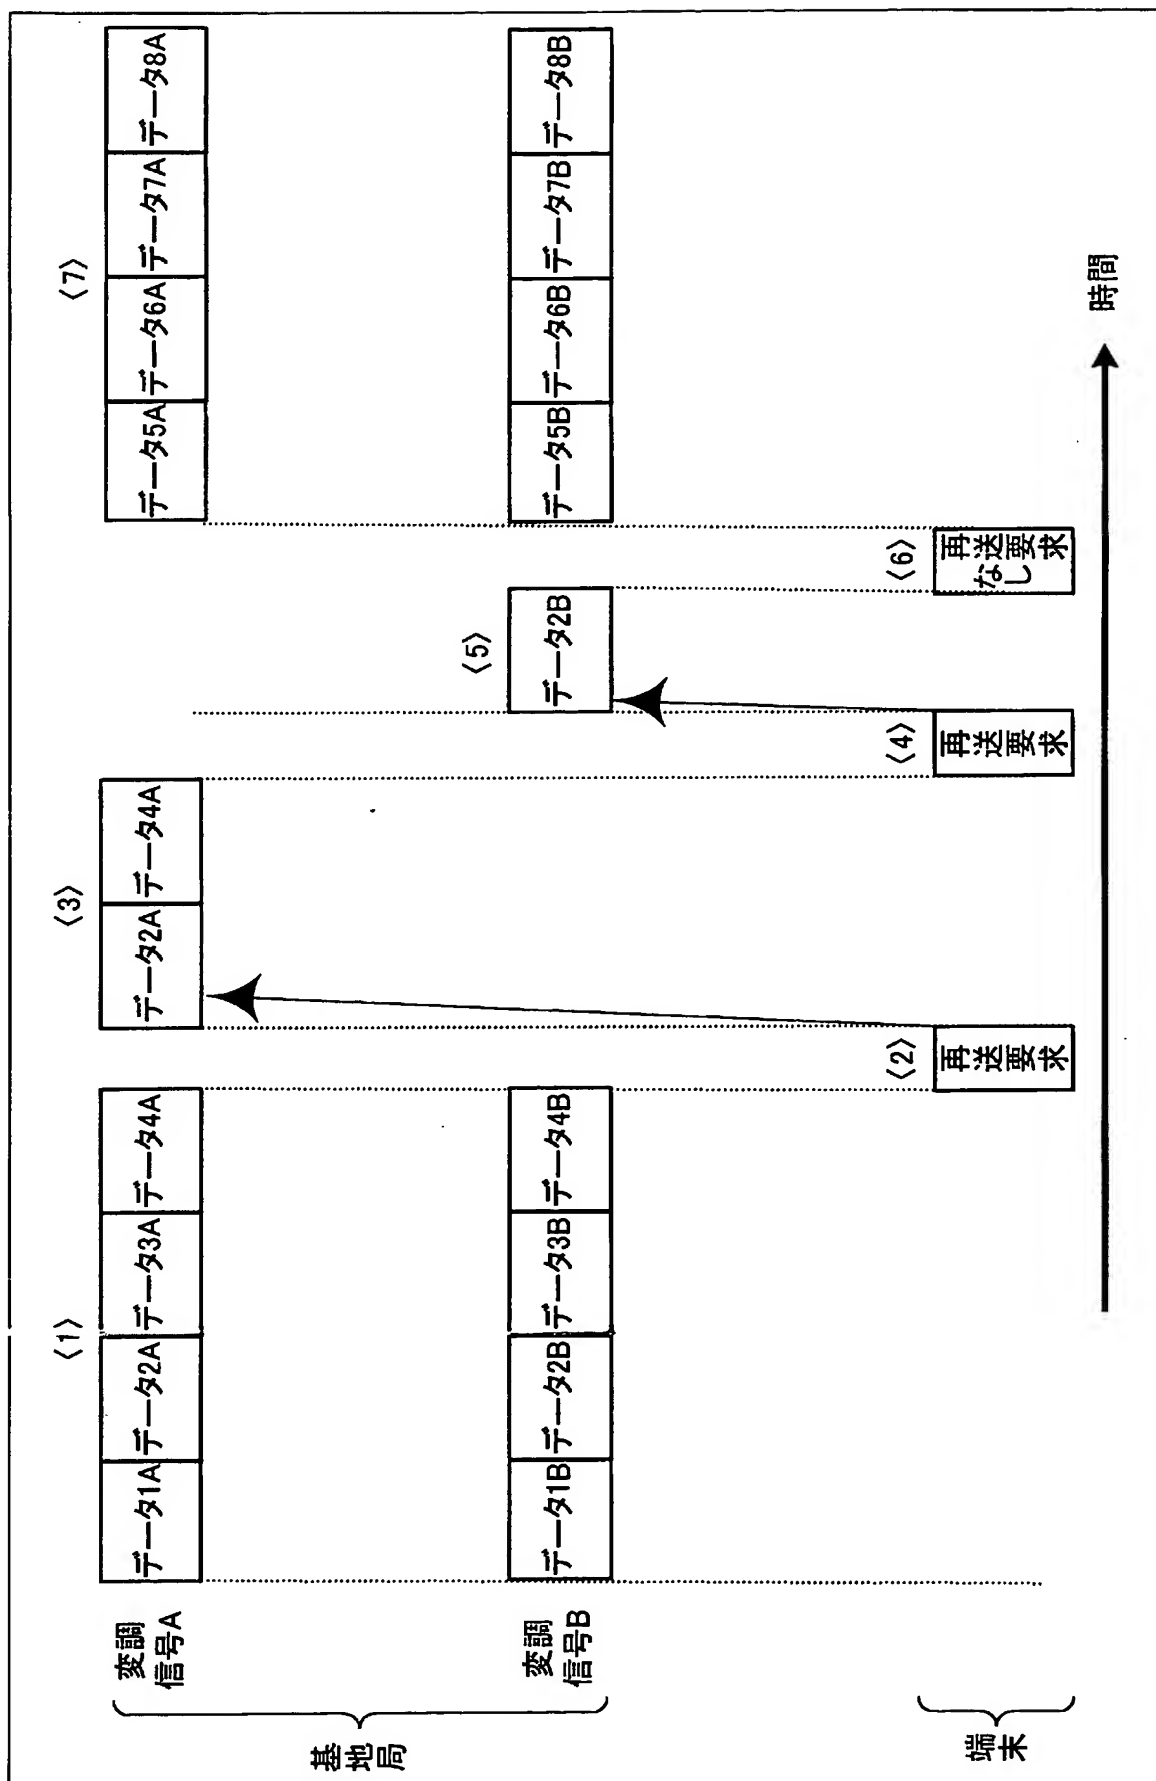 基地局
変調
信号A
〈1〉
データ1A
データ2A
データ3A
データ4A
〈3〉
データ2A
データ4A
〈7〉
データ5A
データ6A
データ7A
データ8A
変調
信号B
データ1B
データ2B
データ3B
データ4B
〈5〉
データ2B
データ5B
データ6B
データ7B
データ8B
端末
〈2〉
再送要求
〈4〉
再送要求
〈6〉
再送要求
なし
時間